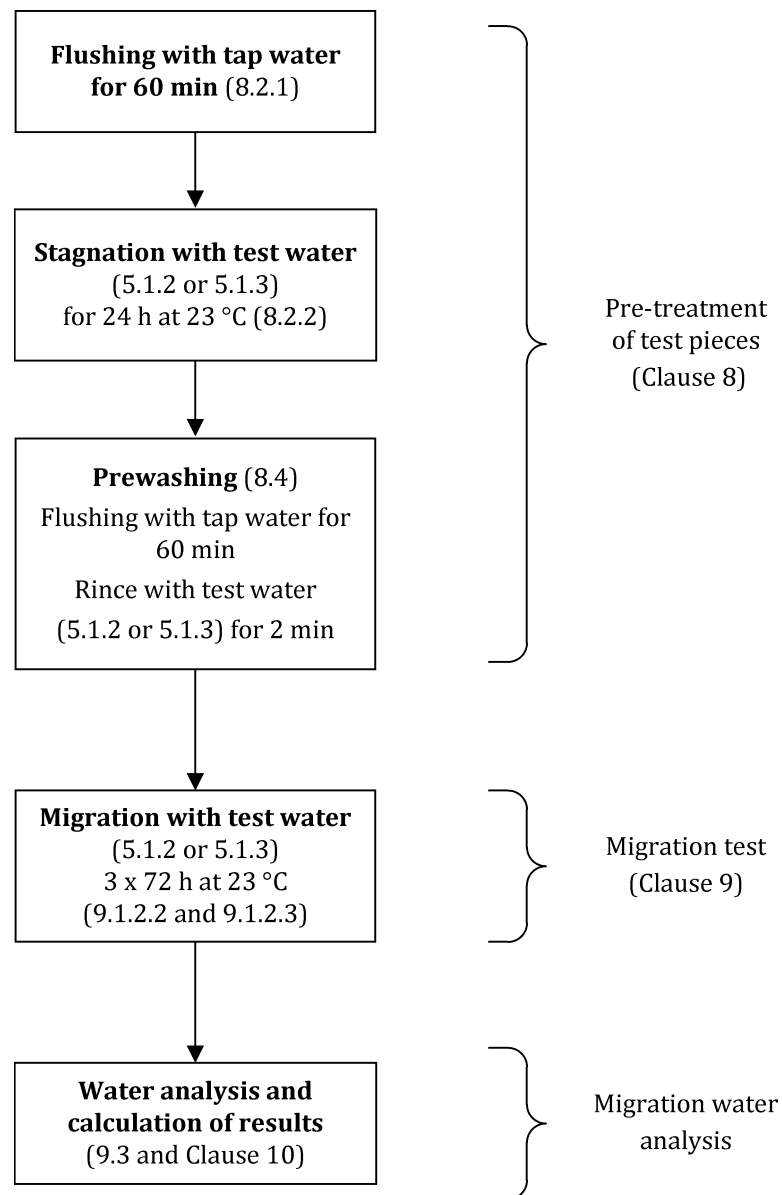 Flushing with tap water
for 60 min (8.2.1)
Stagnation with test water
(5.1.2 or 5.1.3)
for 24 h at 23 °C (8.2.2)
Pre-treatment
of test pieces
(Clause 8)
Prewashing (8.4)
Flushing with tap water for
60 min
Rince with test water
(5.1.2 or 5.1.3) for 2 min
Migration with test water
(5.1.2 or 5.1.3)
3 x 72 h at 23 °C
(9.1.2.2 and 9.1.2.3)
Migration test
(Clause 9)
Water analysis and
calculation of results
(9.3 and Clause 10)
Migration water
analysis